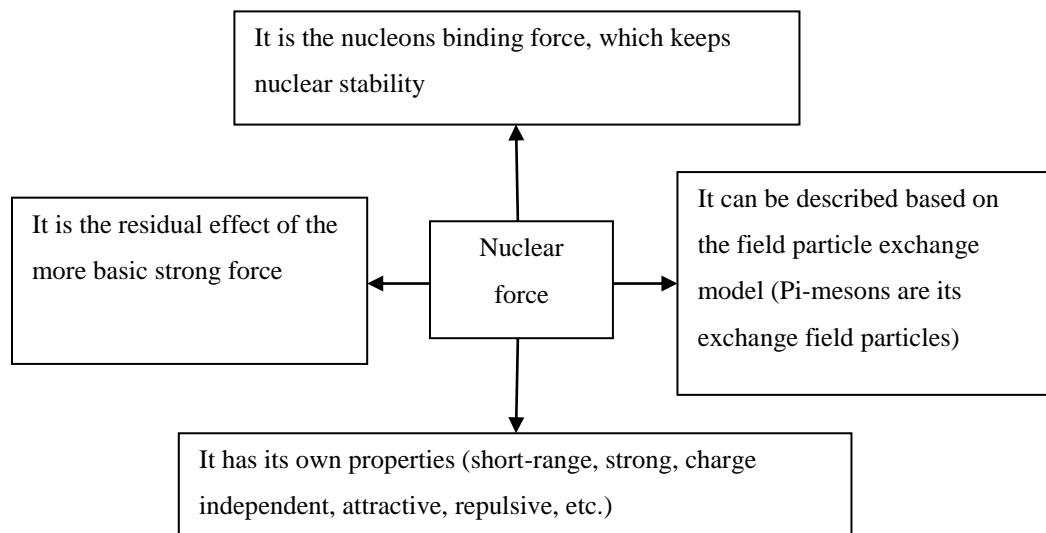 It is the nucleons binding force, which keeps
nuclear stability
It is the residual effect of the
more basic strong force
Nuclear
force
It can be described based on
the field particle exchange
model (Pi-mesons are its
exchange field particles)
It has its own properties (short-range, strong, charge
independent, attractive, repulsive, etc.)